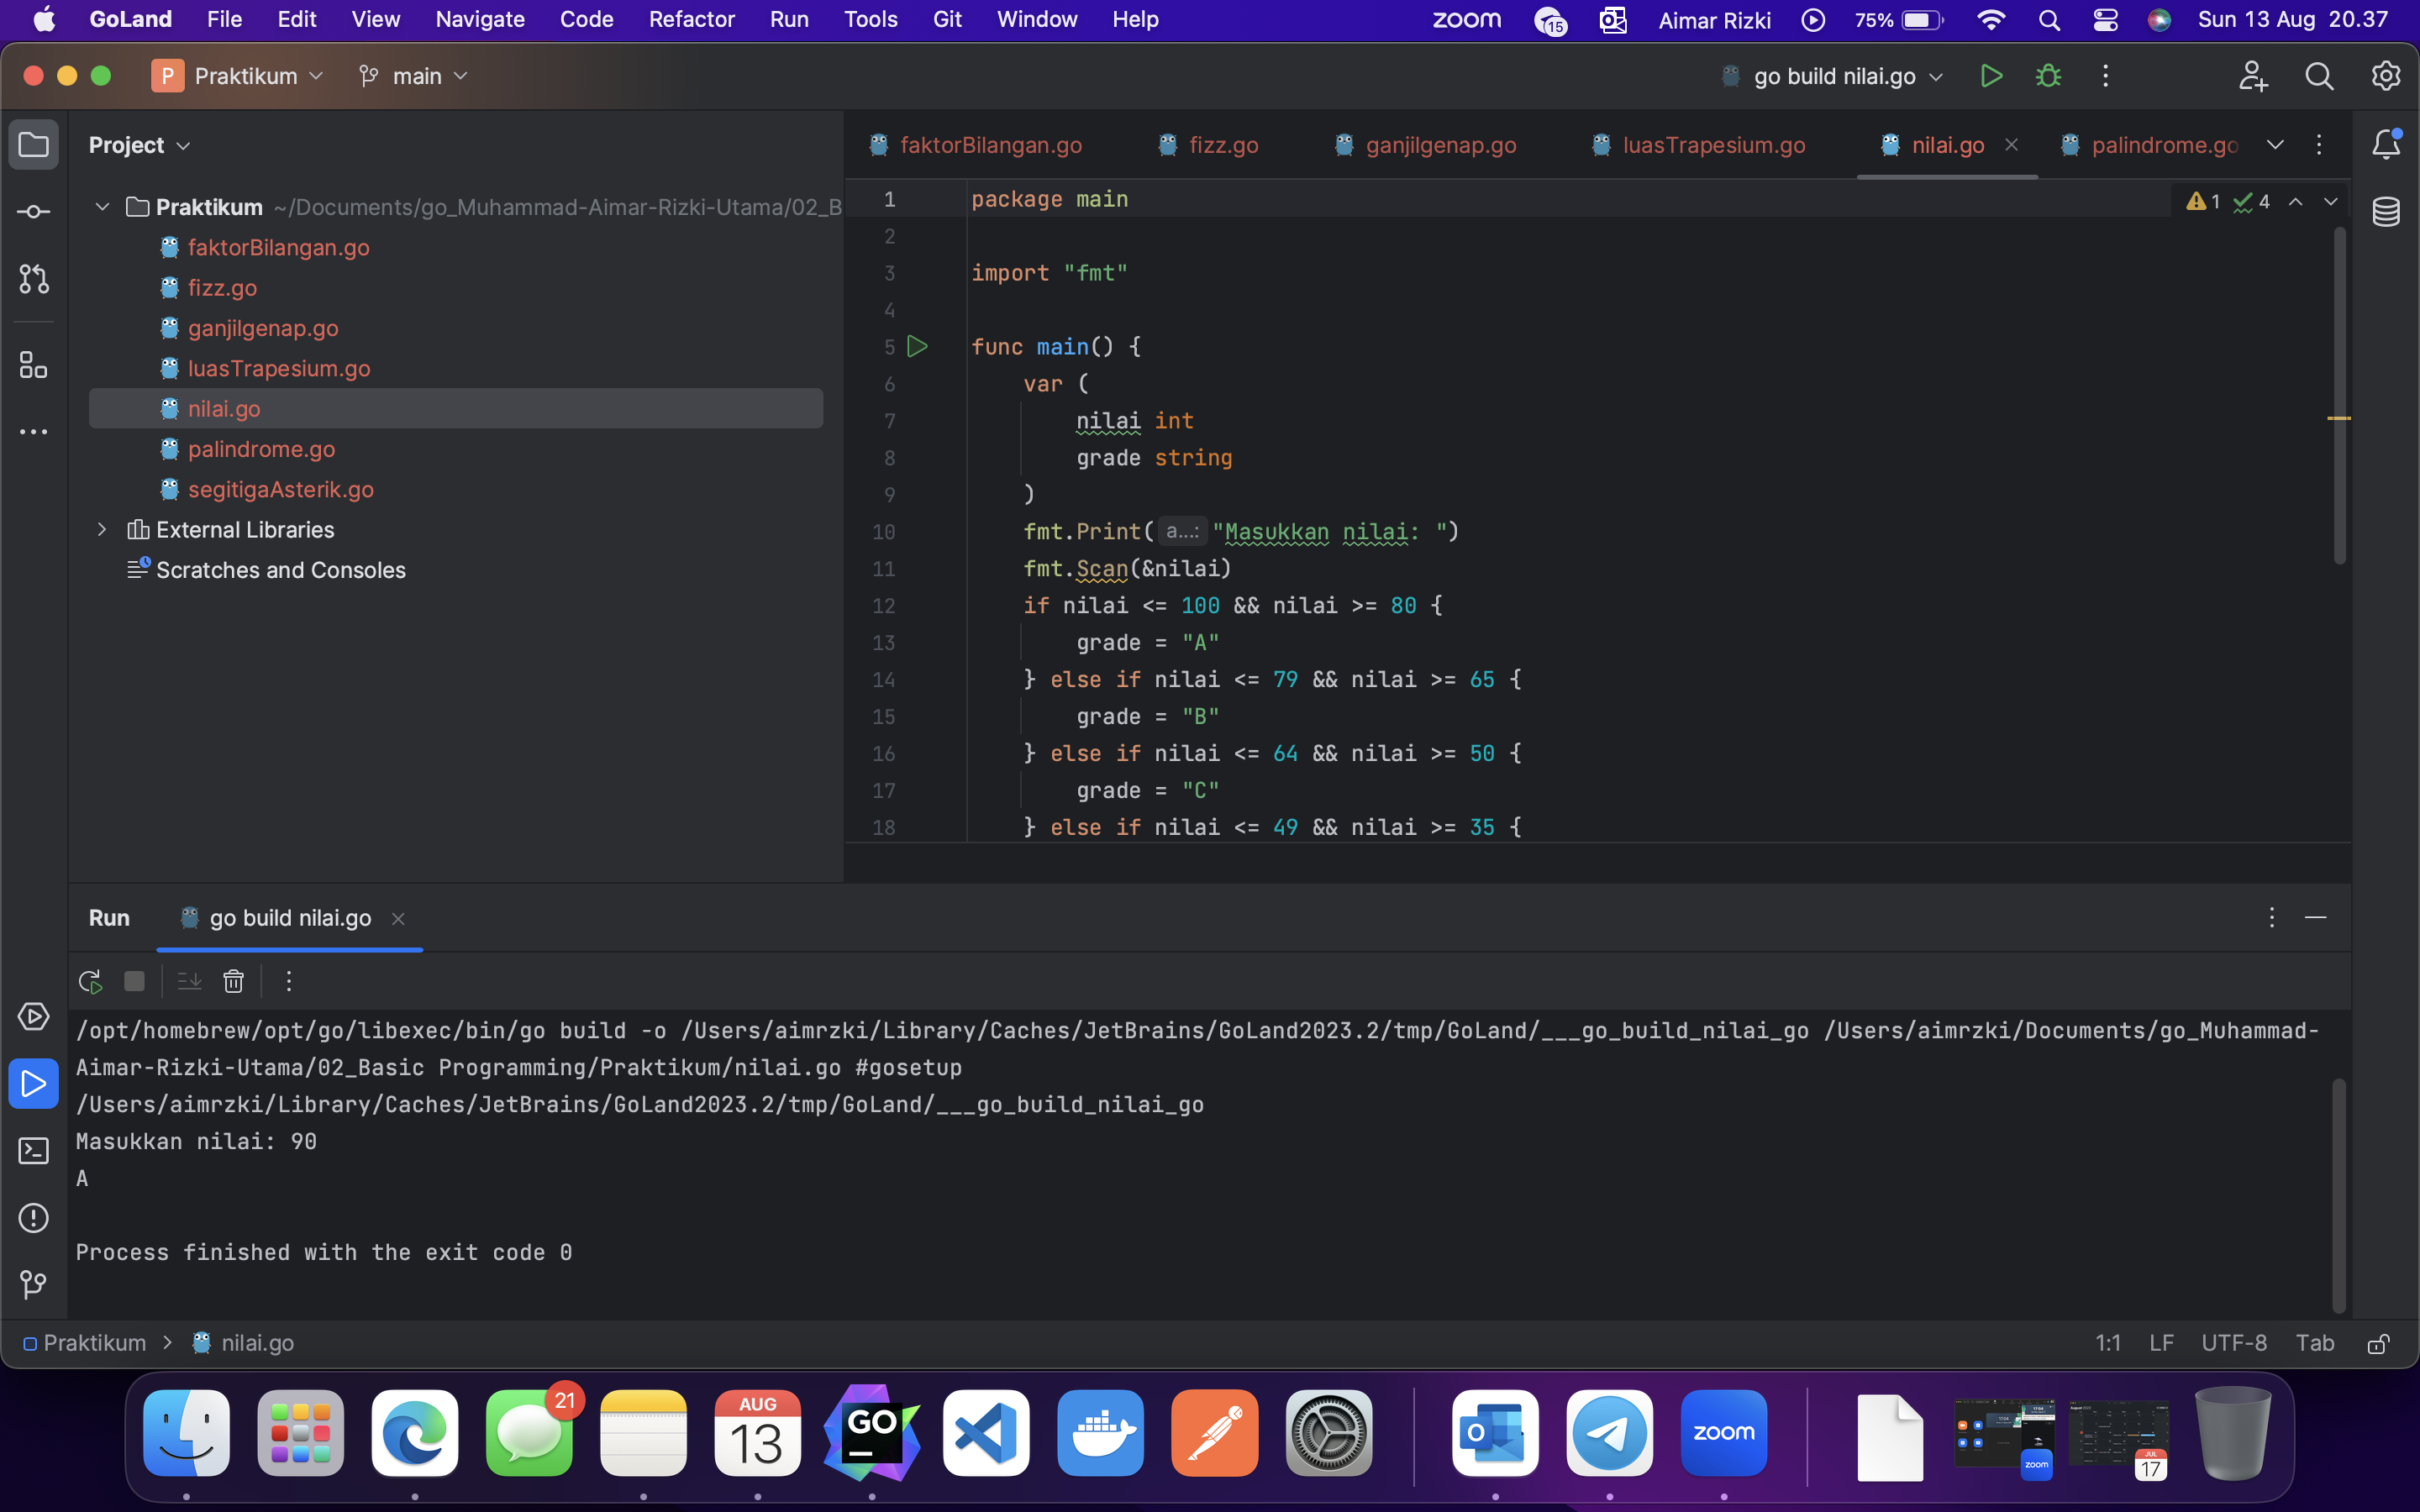 GoLand File Edit View Navigate Code Refactor Run Tools Git Window Help zoom 15 Aimar Rizki 75% Sun 13 Aug 20.37
P Praktikum main go build nilai.go
Project
faktorBilangan.go fizz.go ganjilgenap.go luasTrapesium.go nilai.go palindrome.go
Praktikum ~/Documents/go_Muhammad-Aimar-Rizki-Utama/02_B
faktorBilangan.go
fizz.go
ganjilgenap.go
luasTrapesium.go
nilai.go
palindrome.go
segitigaAsterik.go
External Libraries
Scratches and Consoles
1 4
1 package main
2
3 import "fmt"
4
5 func main() {
6 var (
7 nilai int
8 grade string
9 )
10 fmt.Print( a...: "Masukkan nilai: ")
11 fmt.Scan(&nilai)
12 if nilai <= 100 && nilai >= 80 {
13 grade = "A"
14 } else if nilai <= 79 && nilai >= 65 {
15 grade = "B"
16 } else if nilai <= 64 && nilai >= 50 {
17 grade = "C"
18 } else if nilai <= 49 && nilai >= 35 {
Run go build nilai.go
/opt/homebrew/opt/go/libexec/bin/go build -o /Users/aimrzki/Library/Caches/JetBrains/GoLand2023.2/tmp/GoLand/___go_build_nilai_go /Users/aimrzki/Documents/go_Muhammad-
Aimar-Rizki-Utama/02_Basic Programming/Praktikum/nilai.go #gosetup
/Users/aimrzki/Library/Caches/JetBrains/GoLand2023.2/tmp/GoLand/___go_build_nilai_go
Masukkan nilai: 90
A
Process finished with the exit code 0
Praktikum nilai.go 1:1 LF UTF-8 Tab
21
AUG
13
GO
O
zoom
zoom
JUL
17